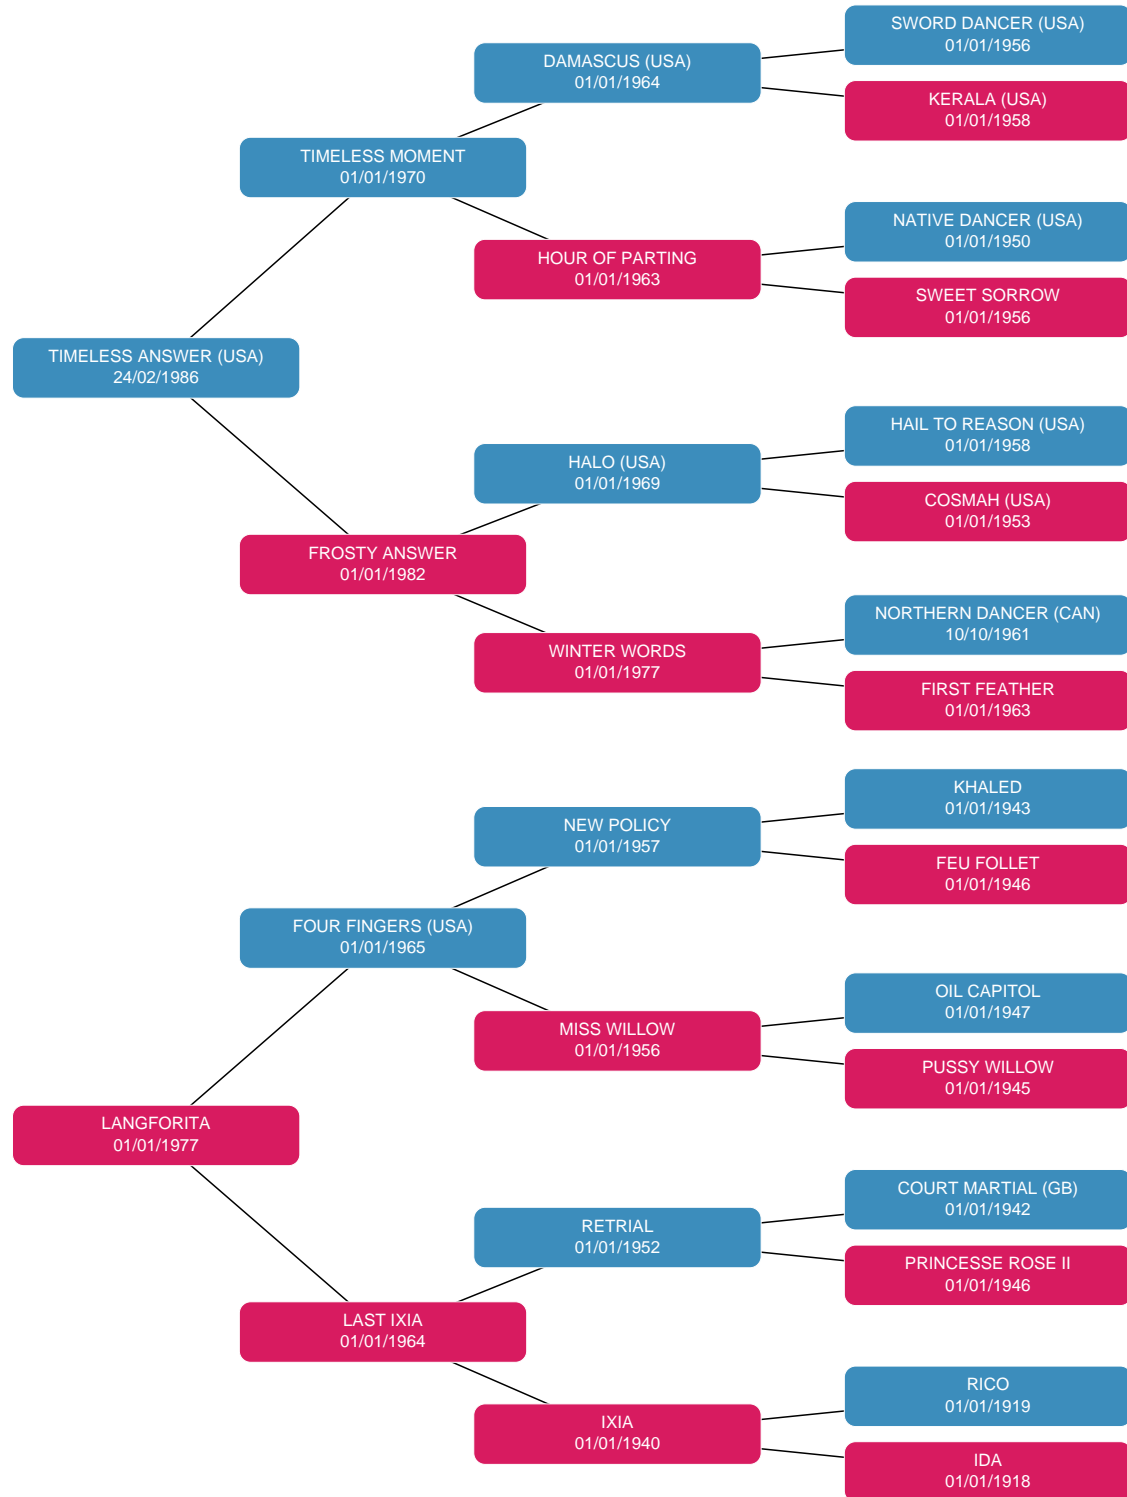 SWORD DANCER (USA)
01/01/1956
DAMASCUS (USA)
01/01/1964
KERALA (USA)
01/01/1958
TIMELESS MOMENT
01/01/1970
NATIVE DANCER (USA)
01/01/1950
HOUR OF PARTING
01/01/1963
SWEET SORROW
01/01/1956
TIMELESS ANSWER (USA)
24/02/1986
HAIL TO REASON (USA)
01/01/1958
HALO (USA)
01/01/1969
COSMAH (USA)
01/01/1953
FROSTY ANSWER
01/01/1982
NORTHERN DANCER (CAN)
10/10/1961
WINTER WORDS
01/01/1977
FIRST FEATHER
01/01/1963
KHALED
01/01/1943
NEW POLICY
01/01/1957
FEU FOLLET
01/01/1946
FOUR FINGERS (USA)
01/01/1965
OIL CAPITOL
01/01/1947
MISS WILLOW
01/01/1956
PUSSY WILLOW
01/01/1945
LANGFORITA
01/01/1977
COURT MARTIAL (GB)
01/01/1942
RETRIAL
01/01/1952
PRINCESSE ROSE II
01/01/1946
LAST IXIA
01/01/1964
RICO
01/01/1919
IXIA
01/01/1940
IDA
01/01/1918